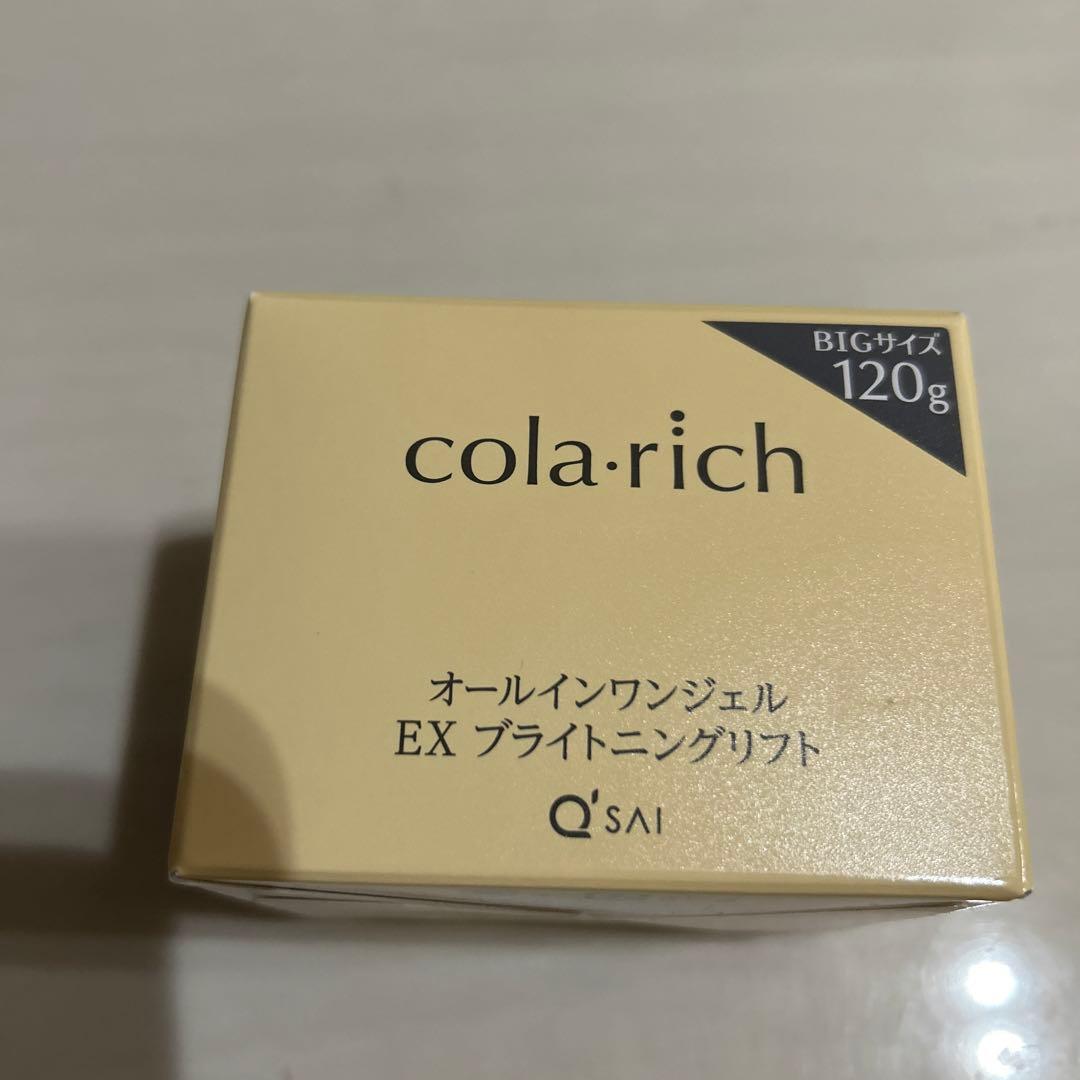 BIGサイズ
120g
cola·rich
オールインワンジェル
EX ブライトニングリフト
Q'SAI